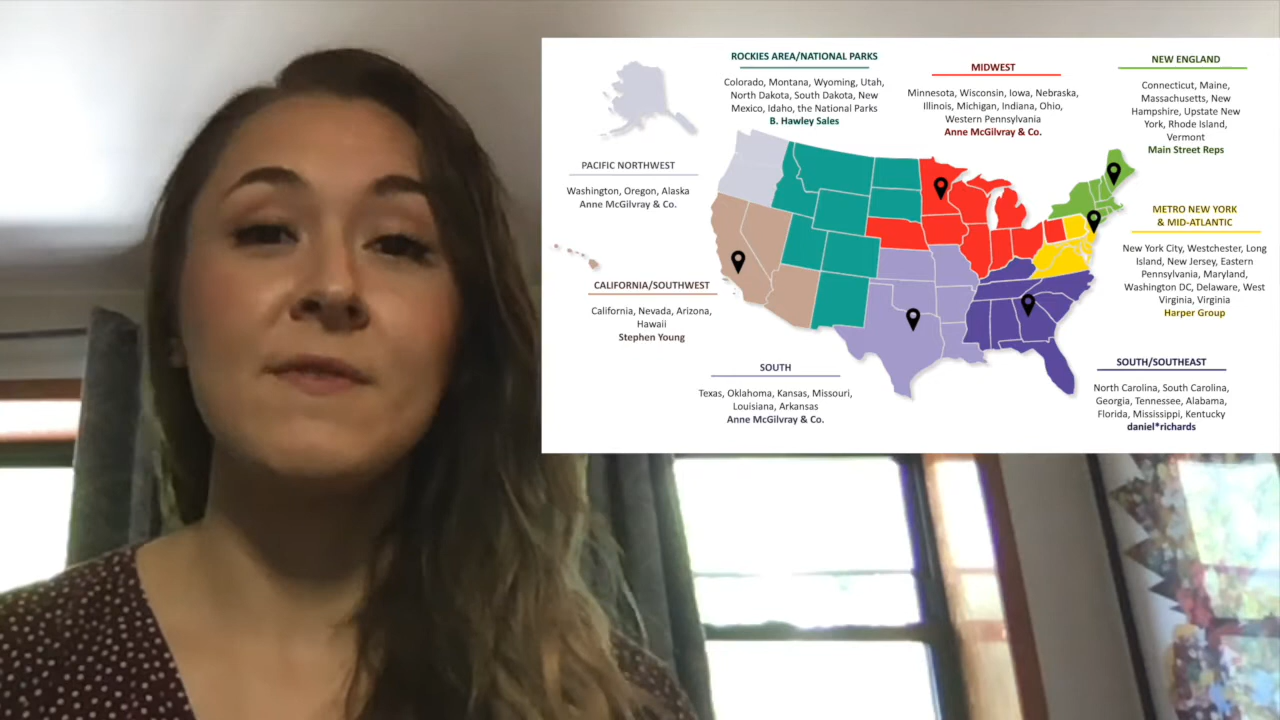 ROCKIES AREA/NATIONAL PARKS
Colorado, Montana, Wyoming, Utah,
North Dakota, South Dakota, New
Mexico, Idaho, the National Parks
B. Hawley Sales
MIDWEST
Minnesota, Wisconsin, Iowa, Nebraska,
Illinois, Michigan, Indiana, Ohio,
Western Pennsylvania
Anne McGilvray & Co.
NEW ENGLAND
Connecticut, Maine,
Massachusetts, New
Hampshire, Upstate New
York, Rhode Island,
Vermont
Main Street Reps
PACIFIC NORTHWEST
Washington, Oregon, Alaska
Anne McGilvray & Co.
METRO NEW YORK
& MID-ATLANTIC
New York City, Westchester, Long
Island, New Jersey, Eastern
Pennsylvania, Maryland,
Washington DC, Delaware, West
Virginia, Virginia
Harper Group
CALIFORNIA/SOUTHWEST
California, Nevada, Arizona,
Hawaii
Stephen Young
SOUTH
Texas, Oklahoma, Kansas, Missouri,
Louisiana, Arkansas
Anne McGilvray & Co.
SOUTH/SOUTHEAST
North Carolina, South Carolina,
Georgia, Tennessee, Alabama,
Florida, Mississippi, Kentucky
daniel*richards